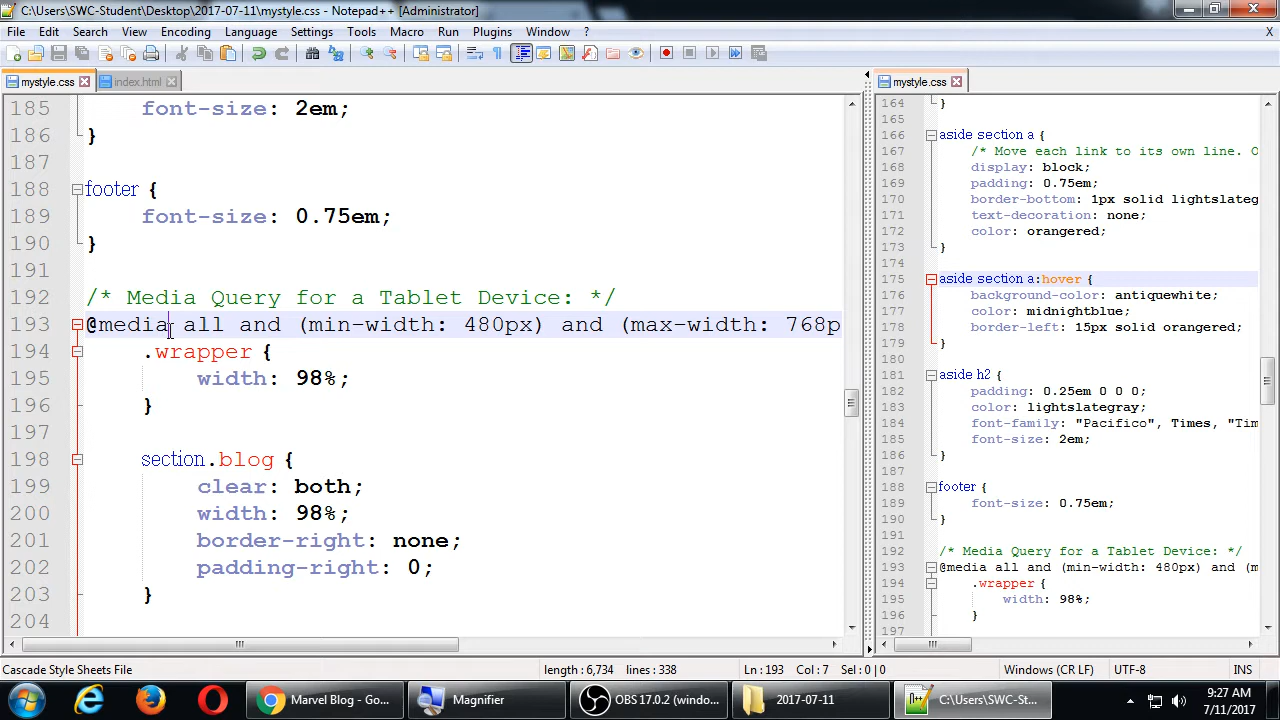 C:\Users\SWC-Student\Desktop\2017-07-11\mystyle.css - Notepad++ [Administrator]
File Edit Search View Encoding Language Settings Tools Macro Run Plugins Window ? X
mystyle.css index.html
185 font-size: 2em;
186 }
187
188 footer {
189 font-size: 0.75em;
190 }
191
192 /* Media Query for a Tablet Device: */
193 @media all and (min-width: 480px) and (max-width: 768p
194 .wrapper {
195 width: 98%;
196 }
197
198 section.blog {
199 clear: both;
200 width: 98%;
201 border-right: none;
202 padding-right: 0;
203 }
204
mystyle.css
164 }
165
166 aside section a {
167 /* Move each link to its own line. O
168 display: block;
169 padding: 0.75em;
170 border-bottom: 1px solid lightslateg
171 text-decoration: none;
172 color: orangered;
173 }
174
175 aside section a:hover {
176 background-color: antiquewhite;
177 color: midnightblue;
178 border-left: 15px solid orangered;
179 }
180
181 aside h2 {
182 padding: 0.25em 0 0 0;
183 color: lightslategray;
184 font-family: "Pacifico", Times, "Tim
185 font-size: 2em;
186 }
187
188 footer {
189 font-size: 0.75em;
190 }
191
192 /* Media Query for a Tablet Device: */
193 @media all and (min-width: 480px) and (m
194 .wrapper {
195 width: 98%;
196 }
197
Cascade Style Sheets File length : 6,734 lines : 338 Ln : 193 Col : 7 Sel : 0 | 0 Windows (CR LF) UTF-8 INS
Marvel Blog - Go... Magnifier OBS 17.0.2 (windo... 2017-07-11 C:\Users\SWC-St... 9:27 AM
7/11/2017